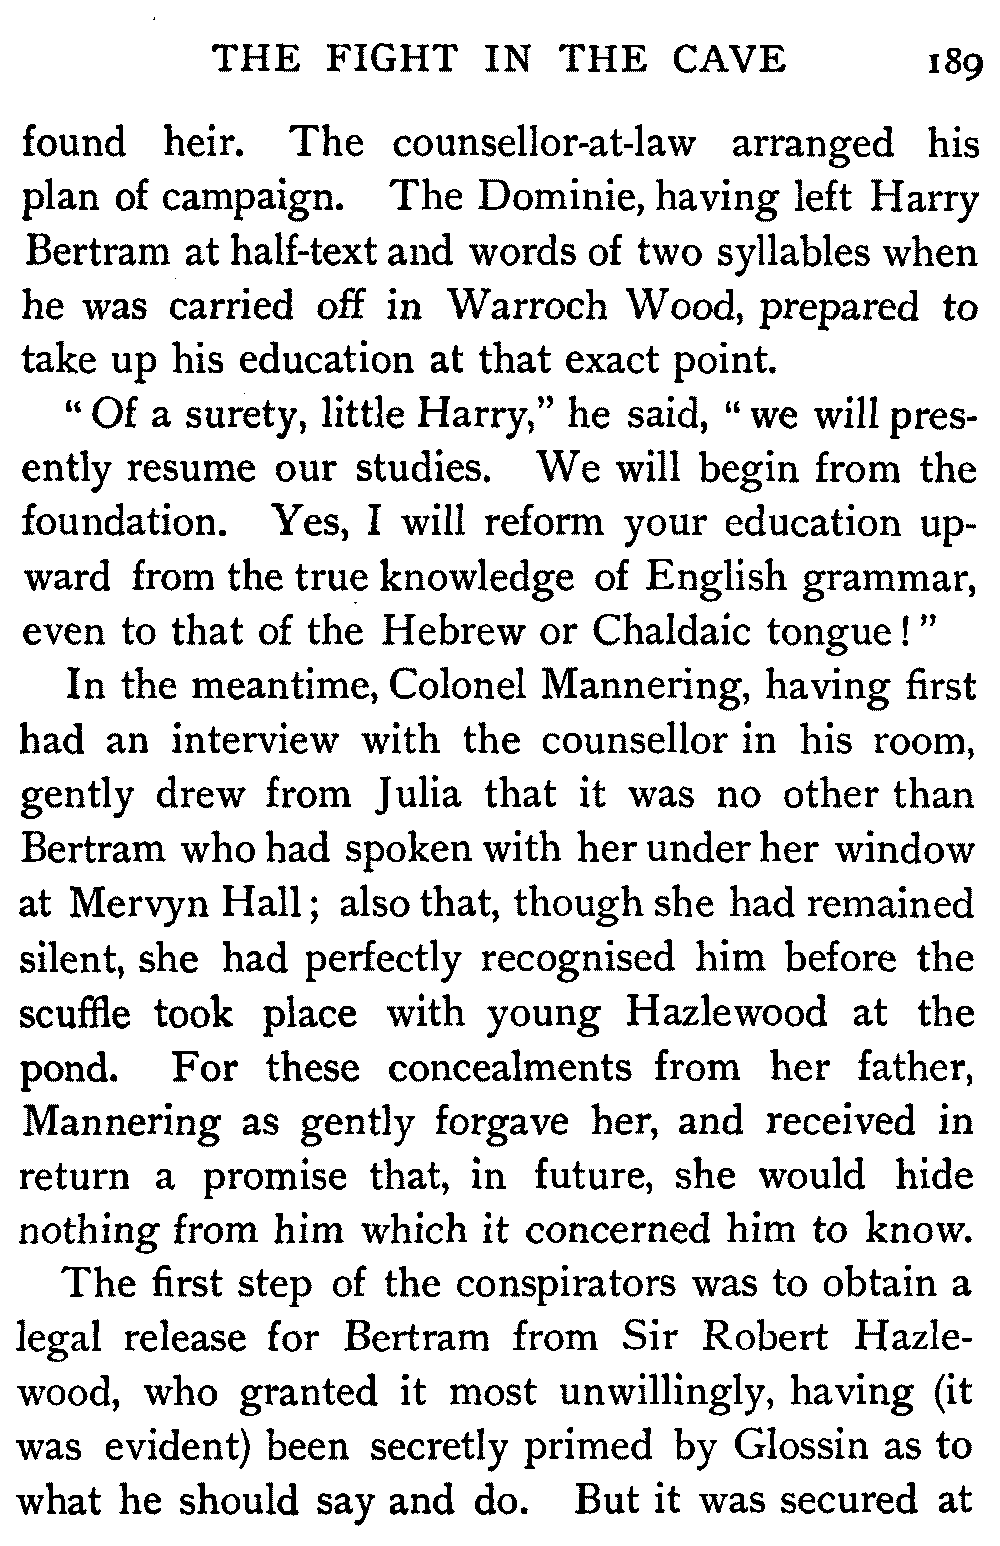 THE FIGHT IN THE CAVE 189
found heir. The counsellor-at-law arranged his
plan of campaign. The Dominie, having left Harry
Bertram at half-text and words of two syllables when
he was carried off in Warroch Wood, prepared to
take up his education at that exact point.
“Of a surety, little Harry,” he said, “we will pres-
ently resume our studies. We will begin from the
foundation. Yes, I will reform your education up-
ward from the true knowledge of English grammar,
even to that of the Hebrew or Chaldaic tongue!”
In the meantime, Colonel Mannering, having first
had an interview with the counsellor in his room,
gently drew from Julia that it was no other than
Bertram who had spoken with her under her window
at Mervyn Hall; also that, though she had remained
silent, she had perfectly recognised him before the
scuffle took place with young Hazlewood at the
pond. For these concealments from her father,
Mannering as gently forgave her, and received in
return a promise that, in future, she would hide
nothing from him which it concerned him to know.
The first step of the conspirators was to obtain a
legal release for Bertram from Sir Robert Hazle-
wood, who granted it most unwillingly, having (it
was evident) been secretly primed by Glossin as to
what he should say and do. But it was secured at